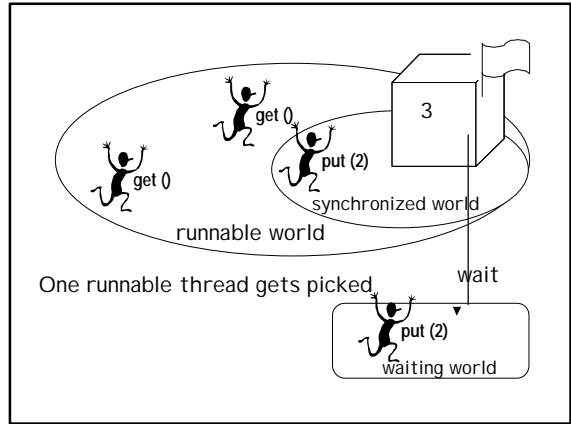 3
get ()
put (2)
get ()
synchronized world
runnable world
wait
One runnable thread gets picked
put (2)
waiting world